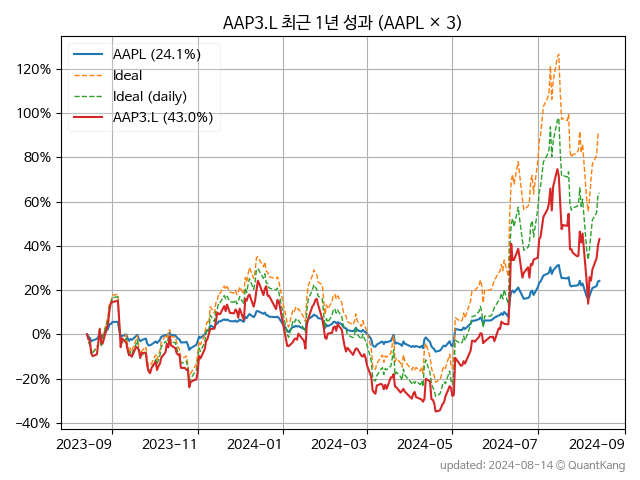 AAP3.L 최근 1년 성과 (AAPL × 3)
AAPL (24.1%)
Ideal
Ideal (daily)
AAP3.L (43.0%)
120%
100%
80%
60%
40%
20%
0%
−20%
−40%
2023-09 2023-11 2024-01 2024-03 2024-05 2024-07 2024-09
updated: 2024-08-14 © QuantKang